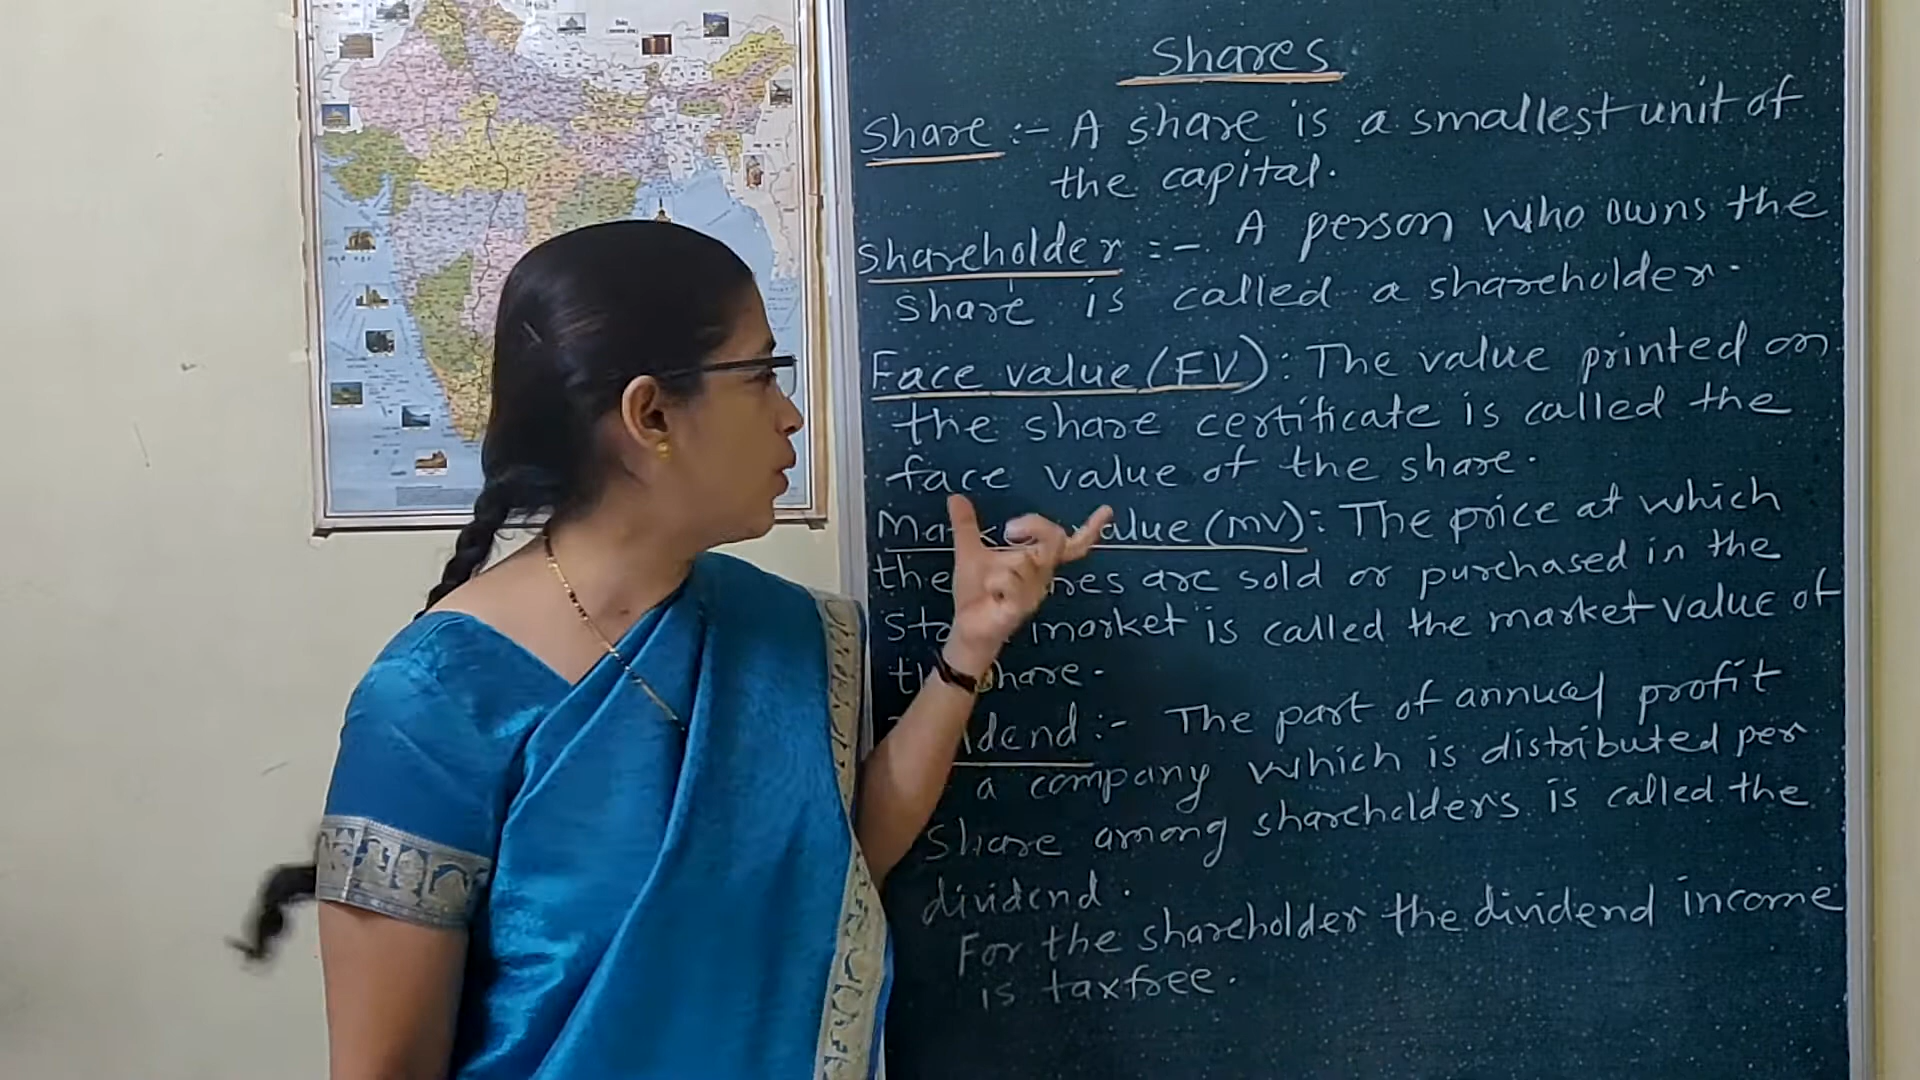 Shares
Share :- A share is a smallest unit of
the capital.
Shareholder :- A person who owns the
share is called a shareholder.
Face value (FV) : The value printed on
the share certificate is called the
face value of the share.
value (MV) : The price at which
the are sold or purchased in the
market is called the market value of
share.
:- The part of annual profit
a company which is distributed per
share among shareholders is called the
dividend.
For the shareholder the dividend income
is taxfree.